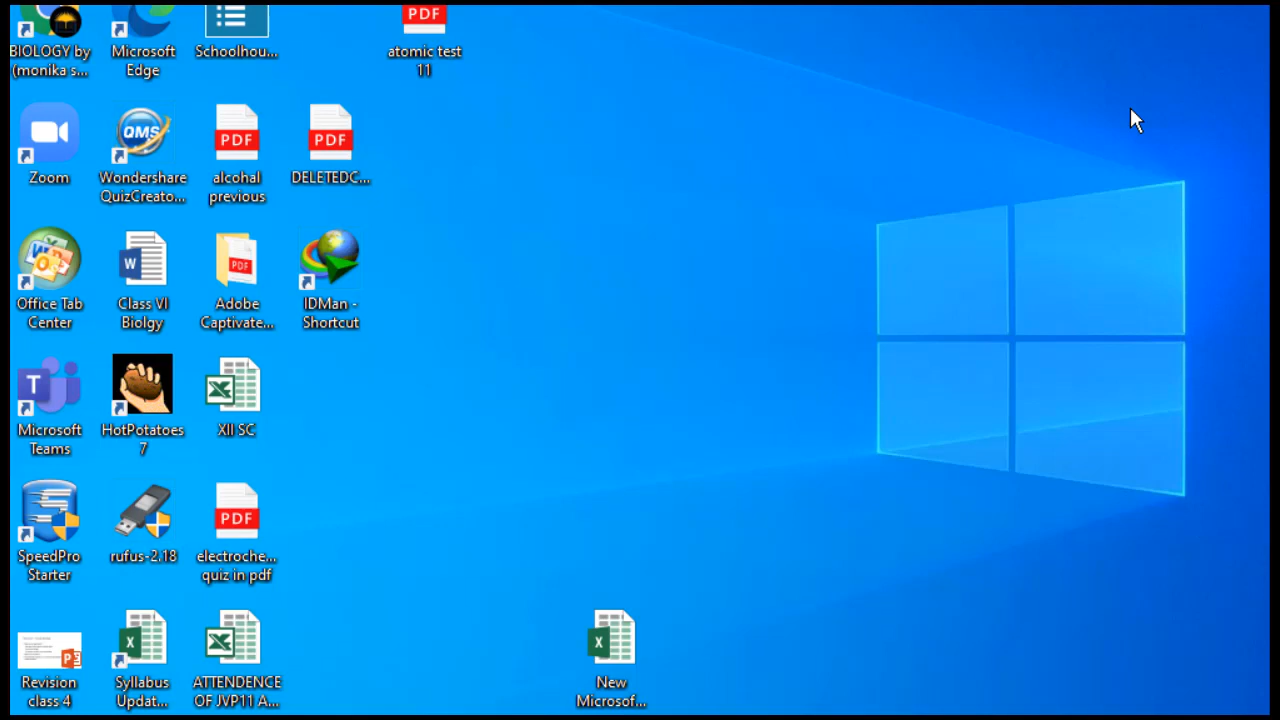 BIOLOGY by
(monika s...
Microsoft
Edge
Schoolhou...
PDF
atomic test
11
Zoom
QMS
Wondershare
QuizCreato...
PDF
alcohal
previous
PDF
DELETEDC...
Office Tab
Center
W
Class VI
Biolgy
PDF
Adobe
Captivate...
IDMan -
Shortcut
T
Microsoft
Teams
HotPotatoes
7
X
XII SC
SpeedPro
Starter
rufus-2.18
PDF
electroche...
quiz in pdf
P
Revision
class 4
X
Syllabus
Updat...
X
ATTENDENCE
OF JVP11 A...
X
New
Microsof...